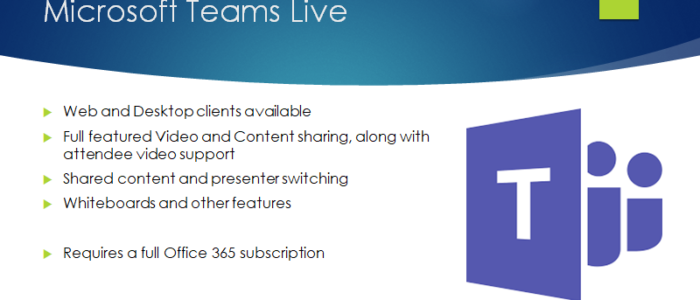 Microsoft Teams Live
Web and Desktop clients available
Full featured Video and Content sharing, along with
attendee video support
Shared content and presenter switching
Whiteboards and other features
Requires a full Office 365 subscription
T